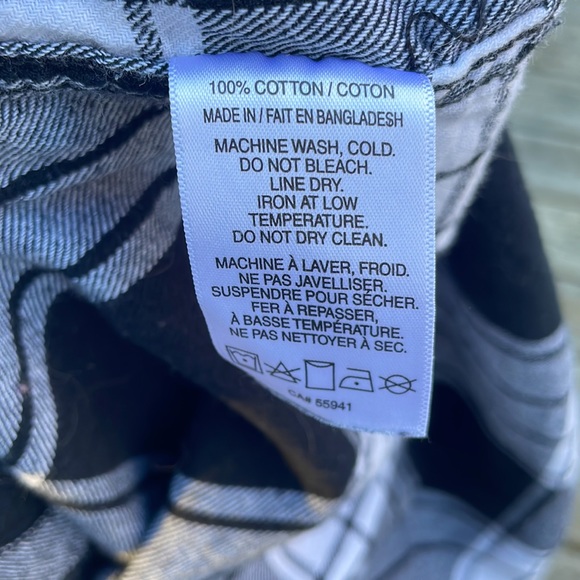 100% COTTON / COTON
MADE IN / FAIT EN BANGLADESH
MACHINE WASH, COLD.
DO NOT BLEACH.
LINE DRY.
IRON AT LOW
TEMPERATURE.
DO NOT DRY CLEAN.
MACHINE À LAVER, FROID.
NE PAS JAVELLISER.
SUSPENDRE POUR SÉCHER.
FER À REPASSER,
À BASSE TEMPÉRATURE.
NE PAS NETTOYER À SEC.
CA# 55941